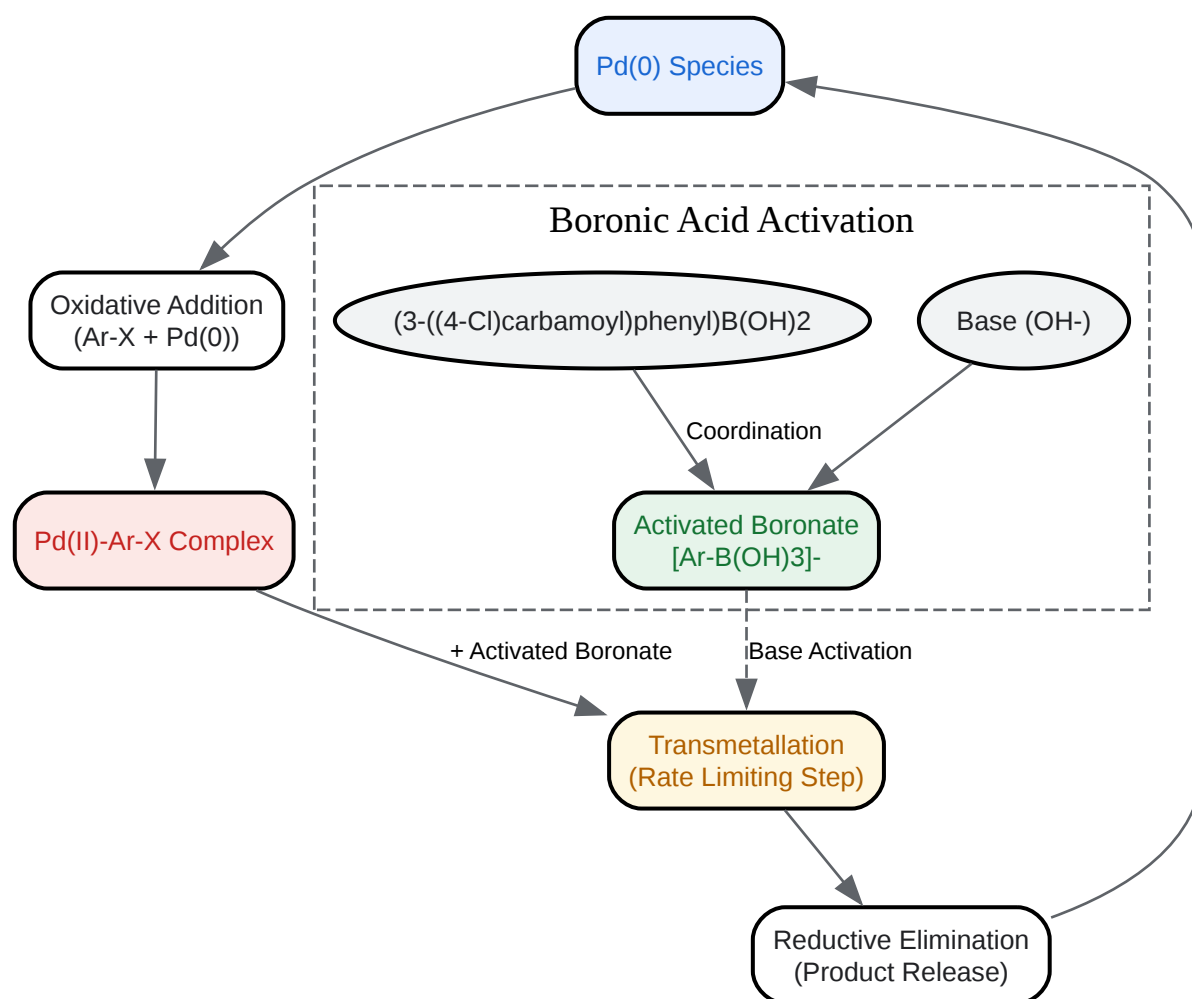 Pd(0) Species
Boronic Acid Activation
Oxidative Addition
(Ar-X + Pd(0))
(3-((4-Cl)carbamoyl)phenyl)B(OH)2
Base (OH-)
Coordination
Pd(II)-Ar-X Complex
Activated Boronate
[Ar-B(OH)3]-
+ Activated Boronate
Base Activation
Transmetallation
(Rate Limiting Step)
Reductive Elimination
(Product Release)